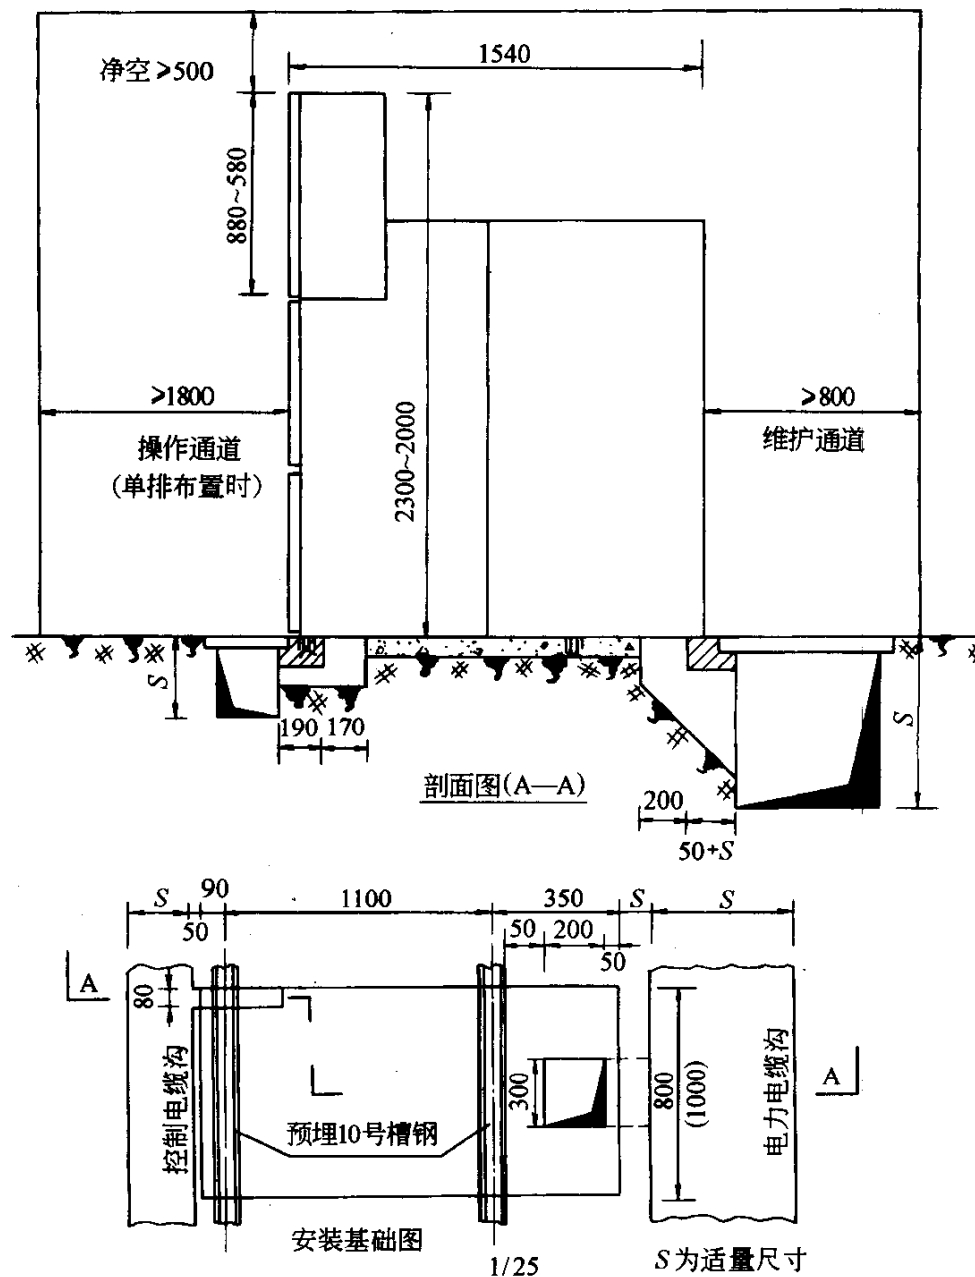 1540
净空≥500
880~580
≥1800
操作通道
(单排布置时)
2300~2000
≥800
维护通道
S
190
170
S
剖面图(A—A)
200
50+S
S
90
1100
350
S
S
50
50
200
50
A
80
控制电缆沟
预埋10号槽钢
300
800
(1000)
电力电缆沟
A
安装基础图
1/25
S为适量尺寸